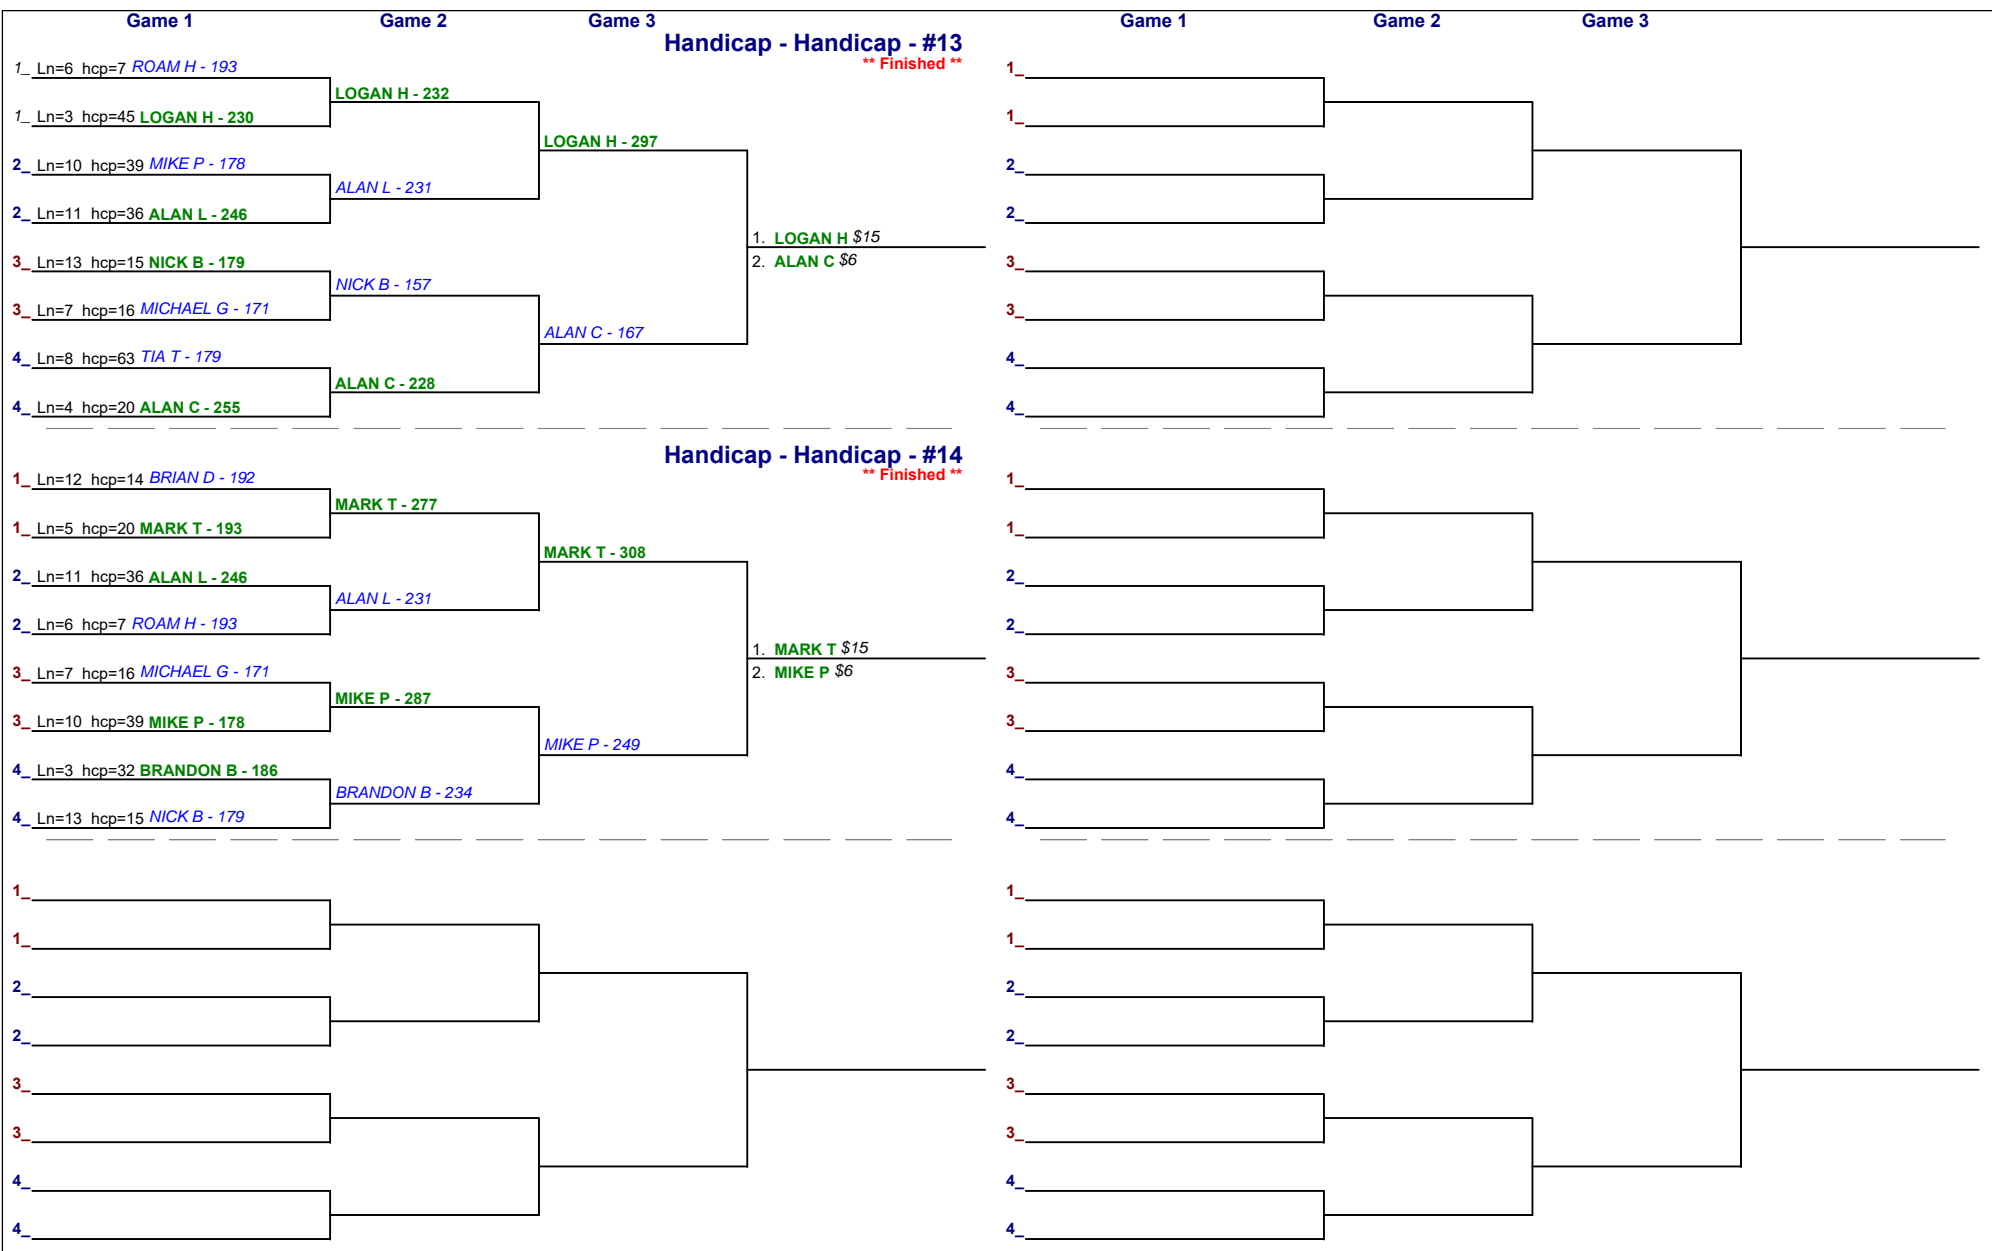 Game 1 Game 2 Game 3 Game 1 Game 2 Game 3
Handicap - Handicap - #13
** Finished **
1_ Ln=6 hcp=7 ROAM H - 193
LOGAN H - 232
1_ Ln=3 hcp=45 LOGAN H - 230
LOGAN H - 297
2_ Ln=10 hcp=39 MIKE P - 178
ALAN L - 231
2_ Ln=11 hcp=36 ALAN L - 246
1. LOGAN H $15
2. ALAN C $6
3_ Ln=13 hcp=15 NICK B - 179
NICK B - 157
3_ Ln=7 hcp=16 MICHAEL G - 171
ALAN C - 167
4_ Ln=8 hcp=63 TIA T - 179
ALAN C - 228
4_ Ln=4 hcp=20 ALAN C - 255
1_
1_
2_
2_
3_
3_
4_
4_
Handicap - Handicap - #14
** Finished **
1_ Ln=12 hcp=14 BRIAN D - 192
MARK T - 277
1_ Ln=5 hcp=20 MARK T - 193
MARK T - 308
2_ Ln=11 hcp=36 ALAN L - 246
ALAN L - 231
2_ Ln=6 hcp=7 ROAM H - 193
1. MARK T $15
2. MIKE P $6
3_ Ln=7 hcp=16 MICHAEL G - 171
MIKE P - 287
3_ Ln=10 hcp=39 MIKE P - 178
MIKE P - 249
4_ Ln=3 hcp=32 BRANDON B - 186
BRANDON B - 234
4_ Ln=13 hcp=15 NICK B - 179
1_
1_
2_
2_
3_
3_
4_
4_
1_
1_
2_
2_
3_
3_
4_
4_
1_
1_
2_
2_
3_
3_
4_
4_